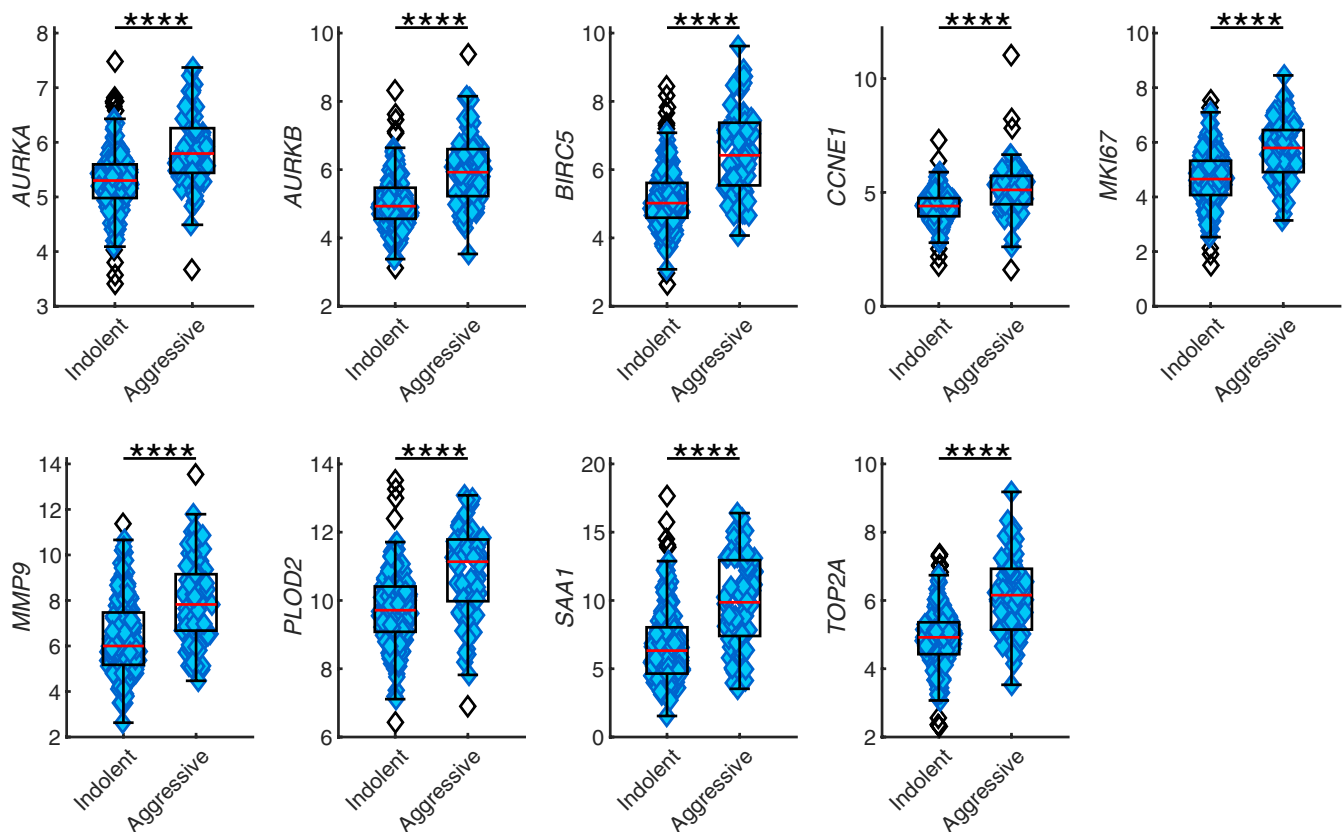 ****
AURKA
8
7
6
5
4
3
Indolent
Aggressive
****
AURKB
10
8
6
4
2
Indolent
Aggressive
****
BIRC5
10
8
6
4
2
Indolent
Aggressive
****
CCNE1
10
5
0
Indolent
Aggressive
****
MKI67
10
8
6
4
2
0
Indolent
Aggressive
****
MMP9
14
12
10
8
6
4
2
Indolent
Aggressive
****
PLOD2
14
12
10
8
6
Indolent
Aggressive
****
SAA1
20
15
10
5
0
Indolent
Aggressive
****
TOP2A
10
8
6
4
2
Indolent
Aggressive